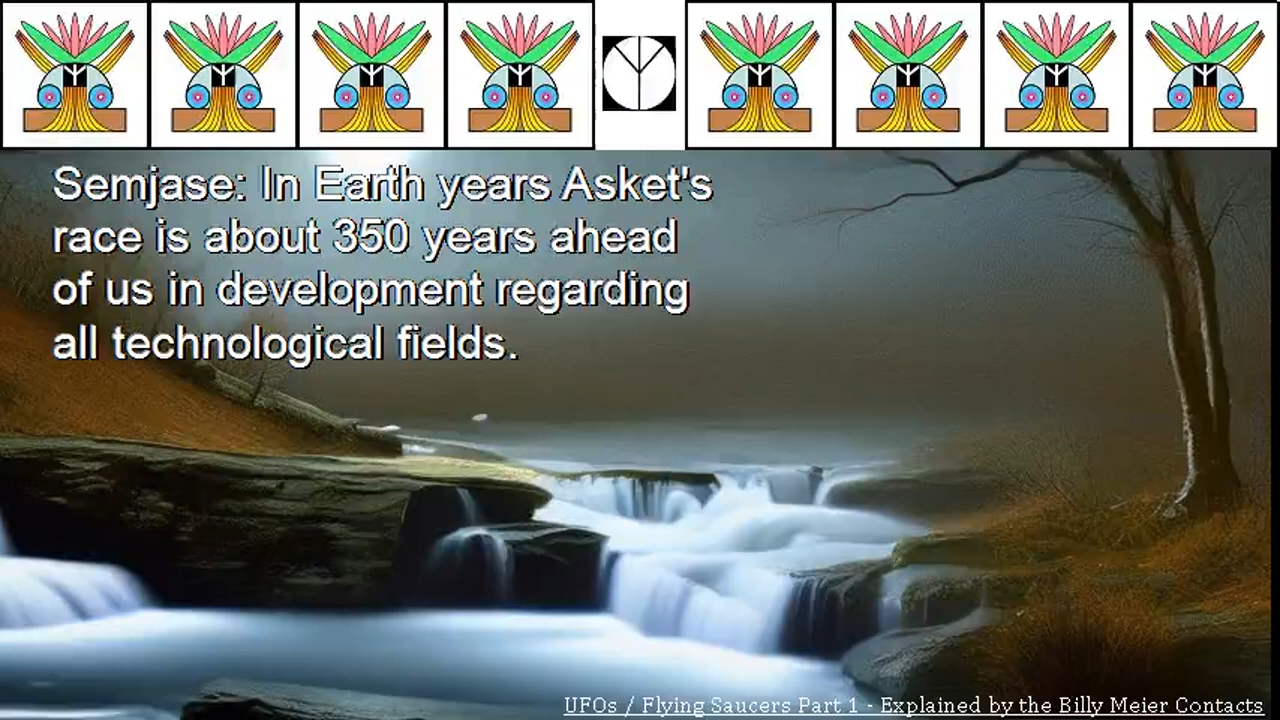 Semjase: In Earth years Asket's
race is about 350 years ahead
of us in development regarding
all technological fields.
UFOs / Flying Saucers Part 1 - Explained by the Billy Meier Contacts